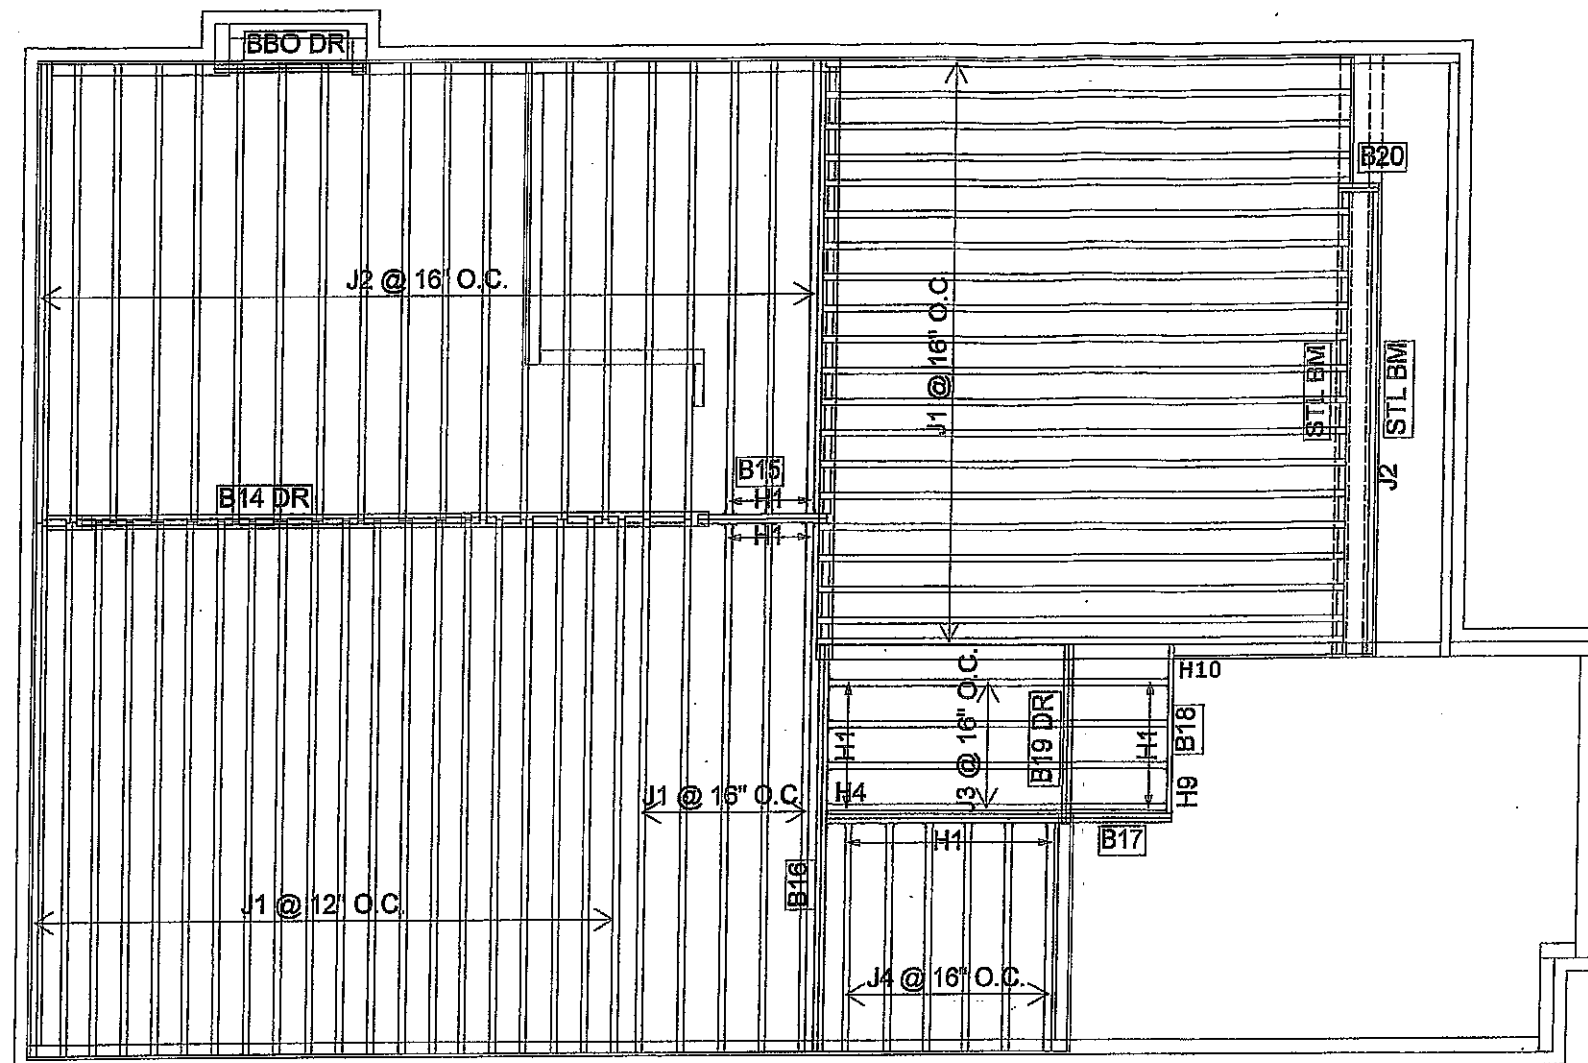 BBO DR
B20
J2 @ 16" O.C.
J1 @ 16" O.C.
STL BM
STL BM
B15
H1
J2
B14 DR
H1
H10
J3 @ 16" O.C.
B19 DR
B18
H1
H1
H4
H9
J1 @ 16" O.C.
H1
B17
B16
J1 @ 12" O.C.
J4 @ 16" O.C.